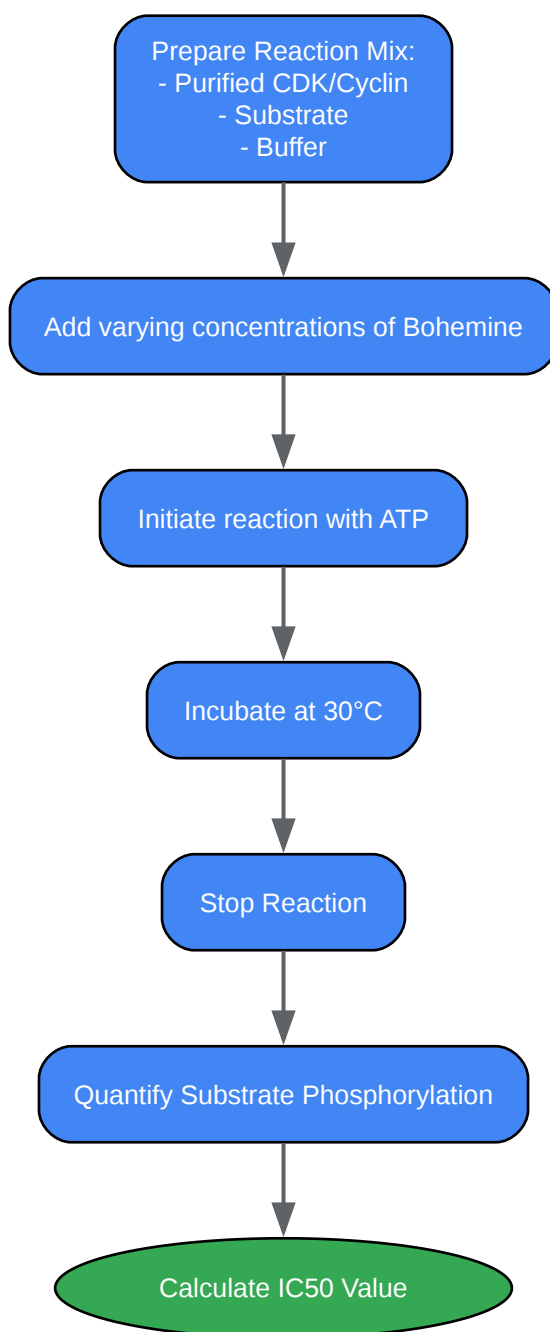 Prepare Reaction Mix:
- Purified CDK/Cyclin
- Substrate
- Buffer
Add varying concentrations of Bohemine
Initiate reaction with ATP
Incubate at 30°C
Stop Reaction
Quantify Substrate Phosphorylation
Calculate IC50 Value